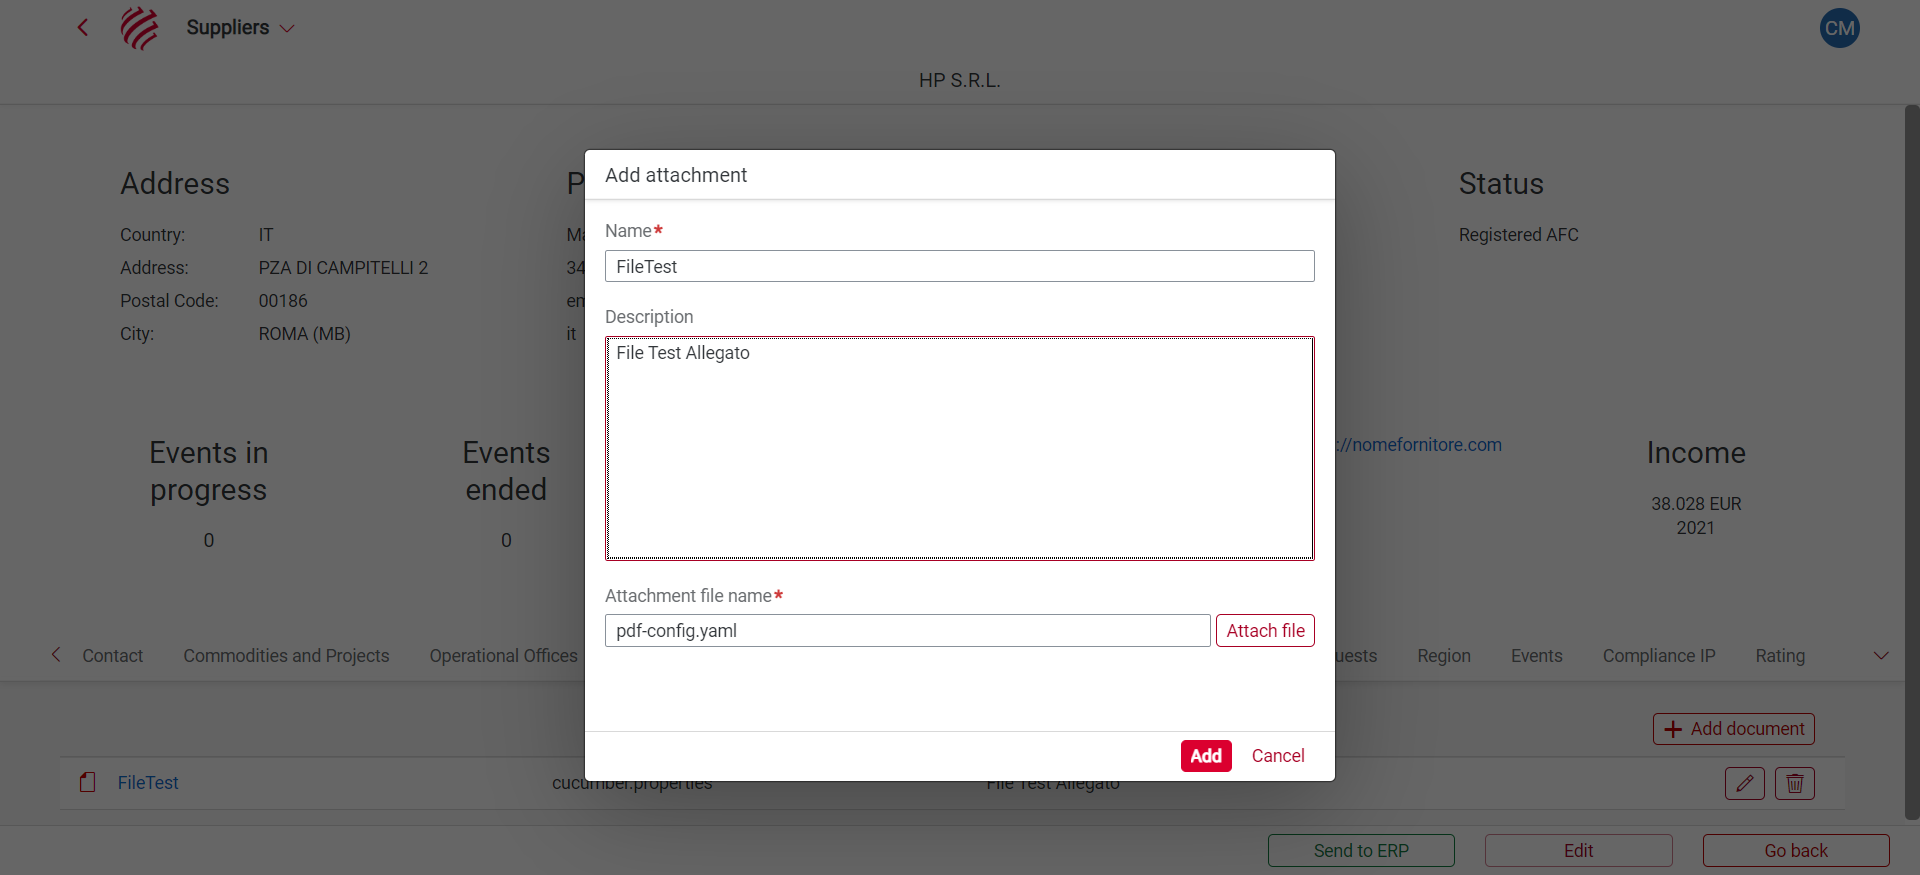 Suppliers
CM
HP S.R.L.
Add attachment
Address
Status
Name*
Country: IT
Registered AFC
FileTest
Address: PZA DI CAMPITELLI 2
34
Postal Code: 00186
Description
City: ROMA (MB)
it
File Test Allegato
Events in
progress
0
Events
ended
0
://nomefornitore.com
Income
38.028 EUR
2021
Attachment file name*
pdf-config.yaml
Attach file
Contact
Commodities and Projects
Operational Offices
Region
Events
Compliance IP
Rating
Add document
Add
Cancel
FileTest
cucumber.properties
File Test Allegato
Send to ERP
Edit
Go back